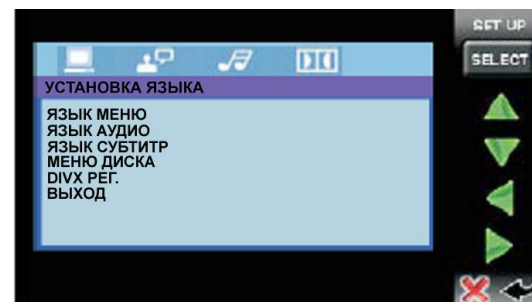 SET UP
SELECT
УСТАНОВКА ЯЗЫКА
ЯЗЫК МЕНЮ
ЯЗЫК АУДИО
ЯЗЫК СУБТИТР
МЕНЮ ДИСКА
DIVX РЕГ.
ВЫХОД